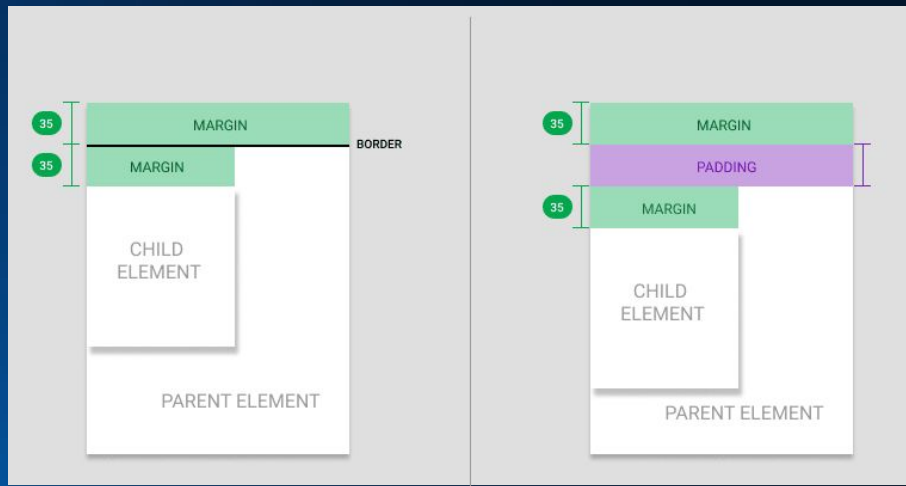 35
MARGIN
BORDER
35
MARGIN
CHILD
ELEMENT
PARENT ELEMENT
35
MARGIN
PADDING
35
MARGIN
CHILD
ELEMENT
PARENT ELEMENT